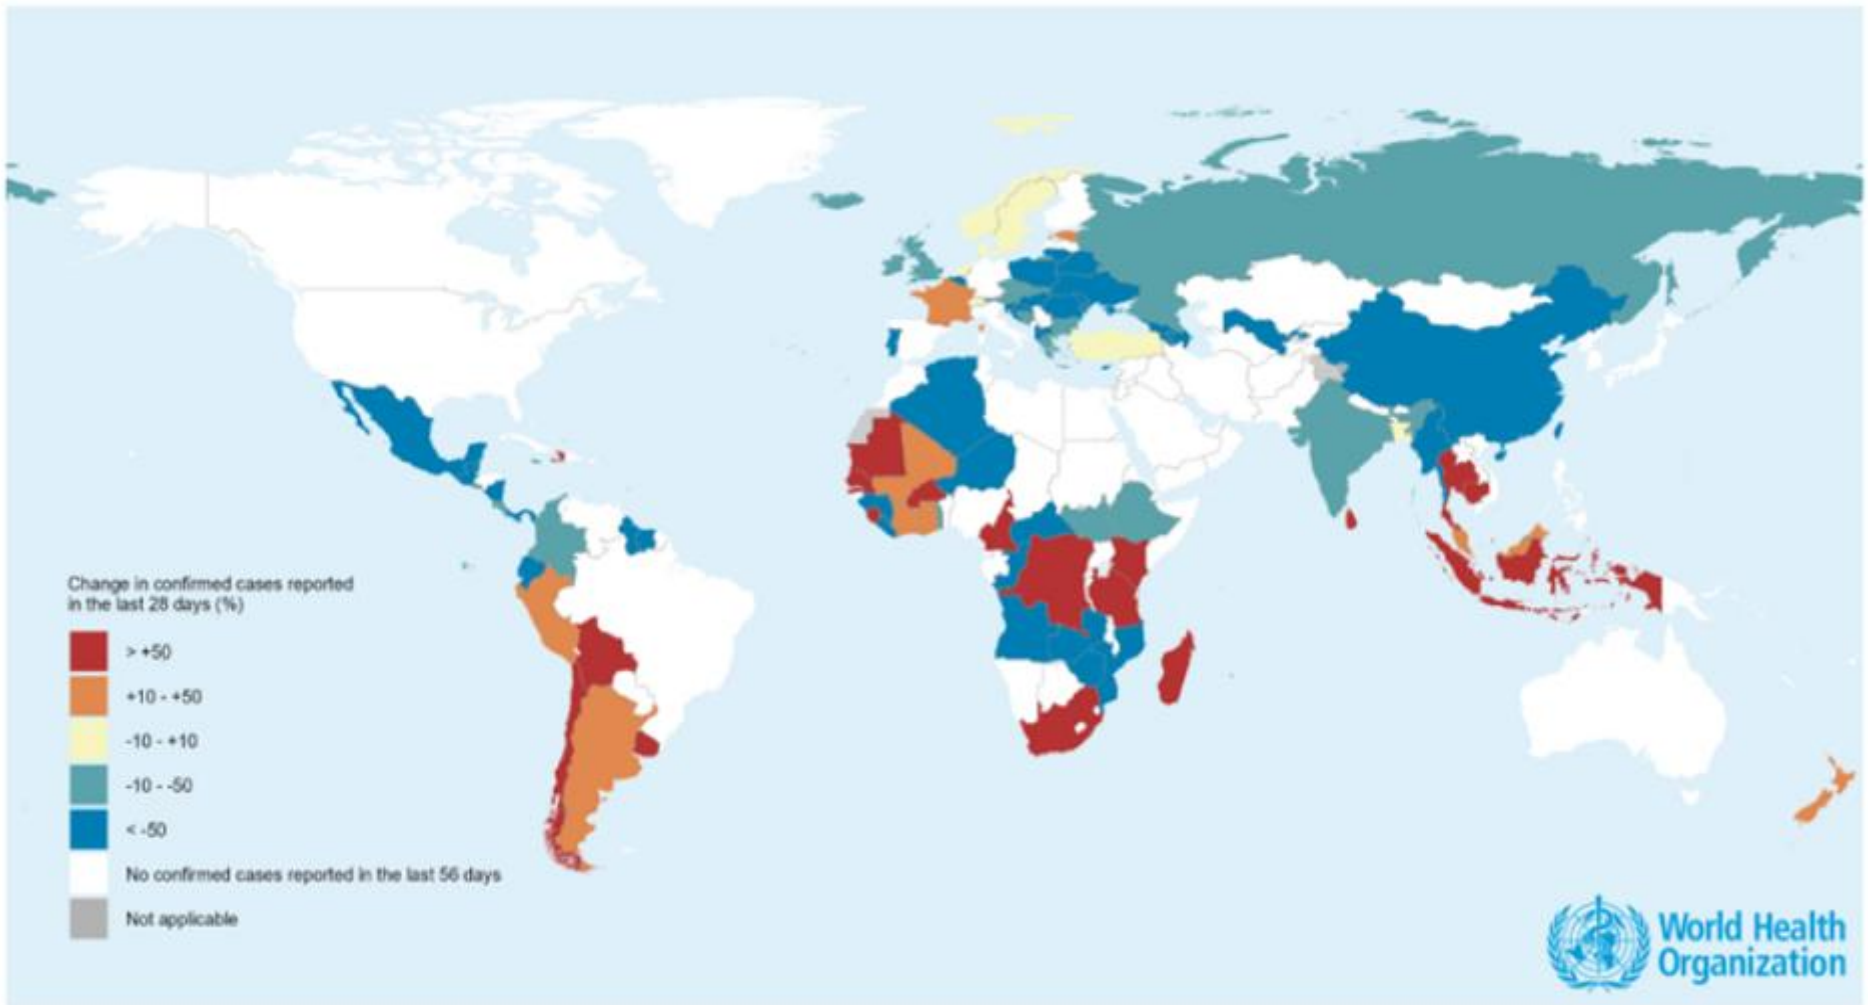 Change in confirmed cases reported
in the last 28 days (%)
> +50
+10 - +50
-10 - +10
-10 - -50
< -50
No confirmed cases reported in the last 56 days
Not applicable
World Health
Organization